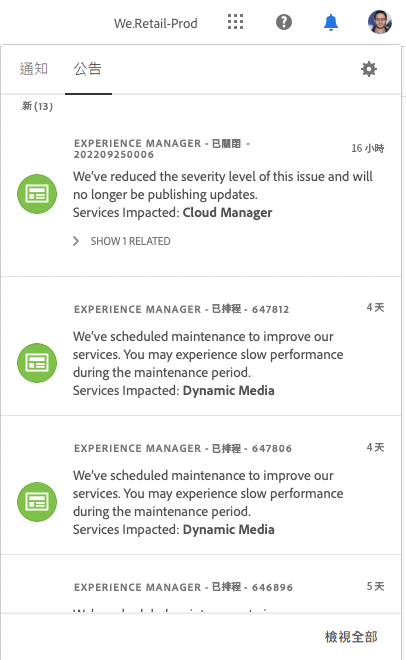 We.Retail-Prod
通知 公告
新 (13)
EXPERIENCE MANAGER - 已關閉 - 16 小時
202209250006
We've reduced the severity level of this issue and will
no longer be publishing updates.
Services Impacted: Cloud Manager
SHOW 1 RELATED
EXPERIENCE MANAGER - 已排程 - 647812 4 天
We've scheduled maintenance to improve our
services. You may experience slow performance
during the maintenance period.
Services Impacted: Dynamic Media
EXPERIENCE MANAGER - 已排程 - 647806 4 天
We've scheduled maintenance to improve our
services. You may experience slow performance
during the maintenance period.
Services Impacted: Dynamic Media
EXPERIENCE MANAGER - 已排程 - 646896 5 天
檢視全部